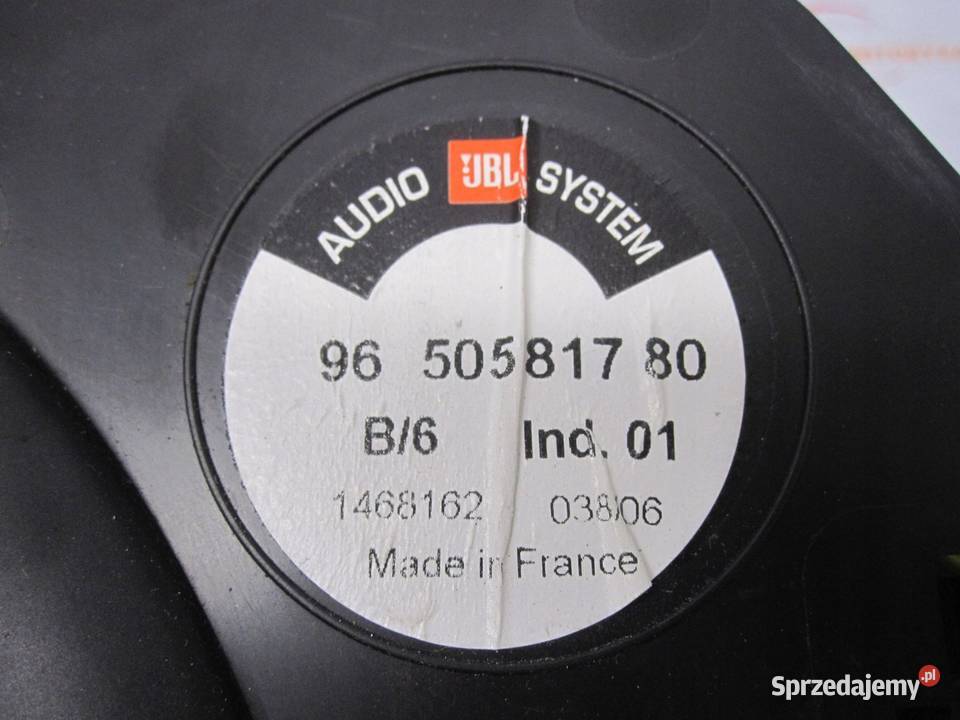 AUDIO JBL SYSTEM
96 505817 80
B/6 Ind. 01
1468162 038/06
Made in France
Sprzedajemy.pl